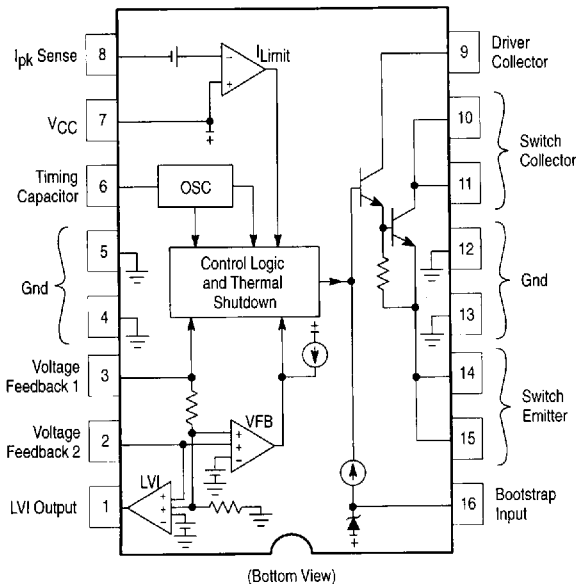 Ipk Sense
8
ILimit
9
Driver
Collector
VCC
7
10
Switch
Collector
Timing
Capacitor
6
OSC
11
Gnd
5
12
Gnd
Control Logic
and Thermal
Shutdown
4
13
Voltage
Feedback 1
3
14
Switch
Emitter
Voltage
Feedback 2
2
VFB
15
LVI Output
1
LVI
16
Bootstrap
Input
(Bottom View)